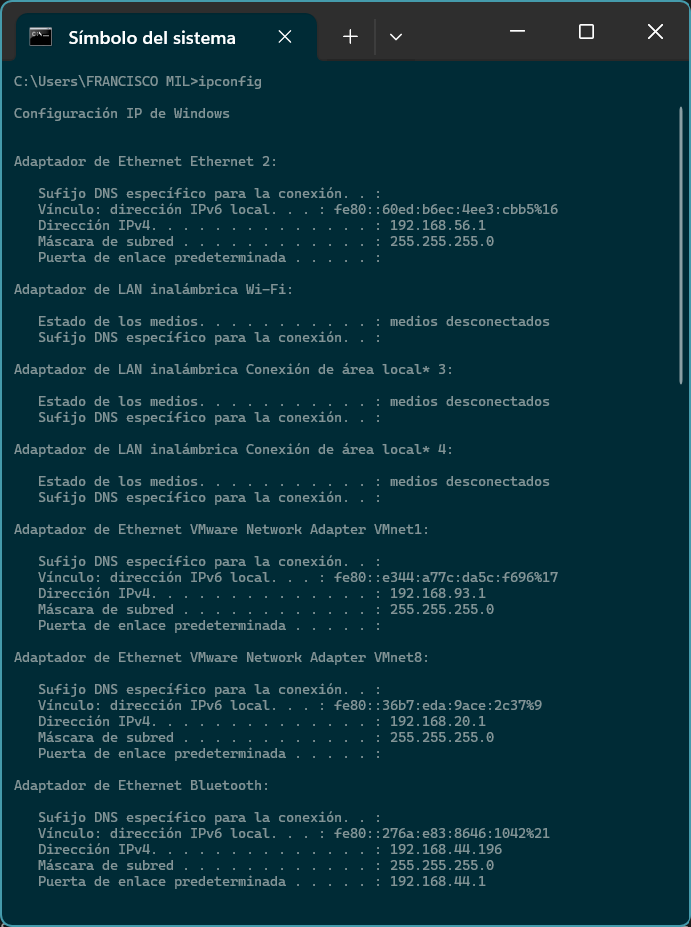 Símbolo del sistema
C:\Users\FRANCISCO MIL>ipconfig
Configuración IP de Windows
Adaptador de Ethernet Ethernet 2:
Sufijo DNS específico para la conexión. . :
Vínculo: dirección IPv6 local. . . : fe80::60ed:b6ec:4ee3:cbb5%16
Dirección IPv4. . . . . . . . . . . . . . : 192.168.56.1
Máscara de subred . . . . . . . . . . . . : 255.255.255.0
Puerta de enlace predeterminada . . . . . :
Adaptador de LAN inalámbrica Wi-Fi:
Estado de los medios. . . . . . . . . . . : medios desconectados
Sufijo DNS específico para la conexión. . :
Adaptador de LAN inalámbrica Conexión de área local* 3:
Estado de los medios. . . . . . . . . . . : medios desconectados
Sufijo DNS específico para la conexión. . :
Adaptador de LAN inalámbrica Conexión de área local* 4:
Estado de los medios. . . . . . . . . . . : medios desconectados
Sufijo DNS específico para la conexión. . :
Adaptador de Ethernet VMware Network Adapter VMnet1:
Sufijo DNS específico para la conexión. . :
Vínculo: dirección IPv6 local. . . : fe80::e344:a77c:da5c:f696%17
Dirección IPv4. . . . . . . . . . . . . . : 192.168.93.1
Máscara de subred . . . . . . . . . . . . : 255.255.255.0
Puerta de enlace predeterminada . . . . . :
Adaptador de Ethernet VMware Network Adapter VMnet8:
Sufijo DNS específico para la conexión. . :
Vínculo: dirección IPv6 local. . . : fe80::36b7:eda:9ace:2c37%9
Dirección IPv4. . . . . . . . . . . . . . : 192.168.20.1
Máscara de subred . . . . . . . . . . . . : 255.255.255.0
Puerta de enlace predeterminada . . . . . :
Adaptador de Ethernet Bluetooth:
Sufijo DNS específico para la conexión. . :
Vínculo: dirección IPv6 local. . . : fe80::276a:e83:8646:1042%21
Dirección IPv4. . . . . . . . . . . . . . : 192.168.44.196
Máscara de subred . . . . . . . . . . . . : 255.255.255.0
Puerta de enlace predeterminada . . . . . : 192.168.44.1